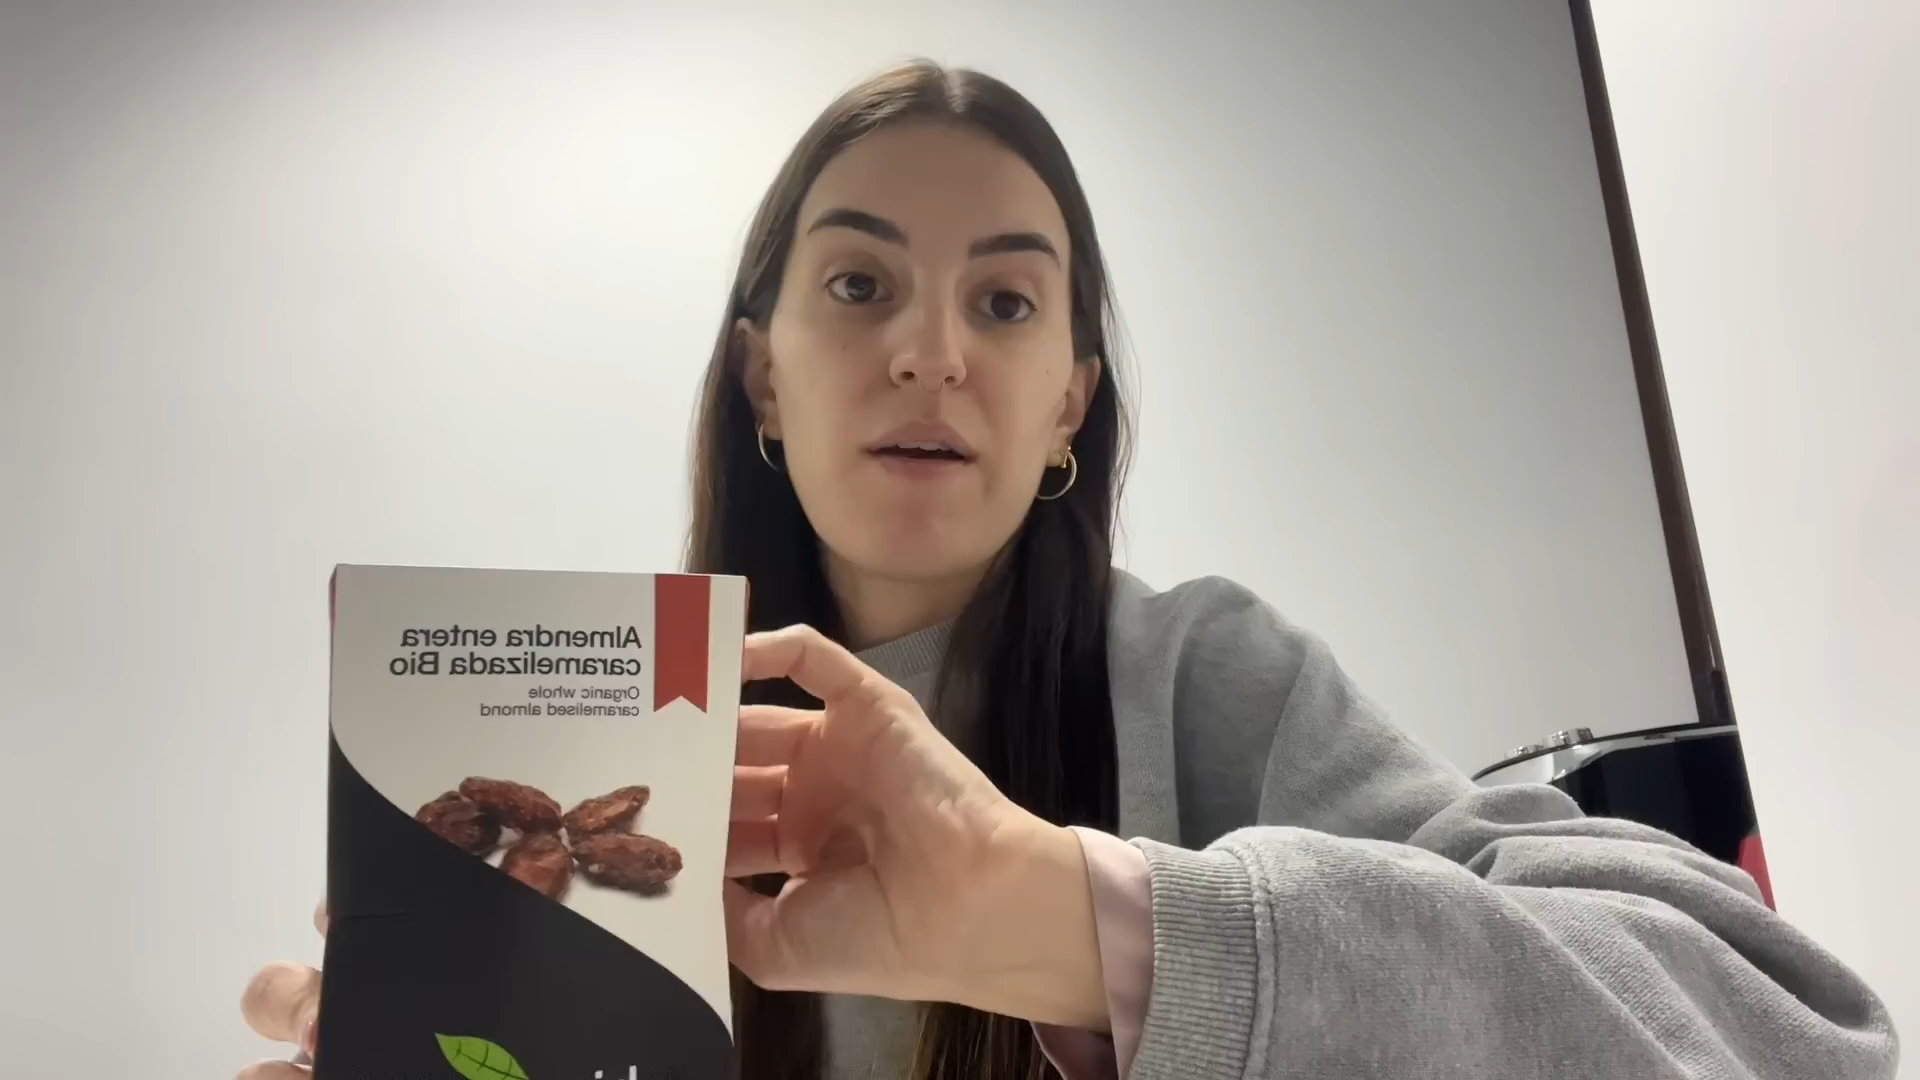 Almendra entera
caramelizada Bio
Organic whole
caramelised almond